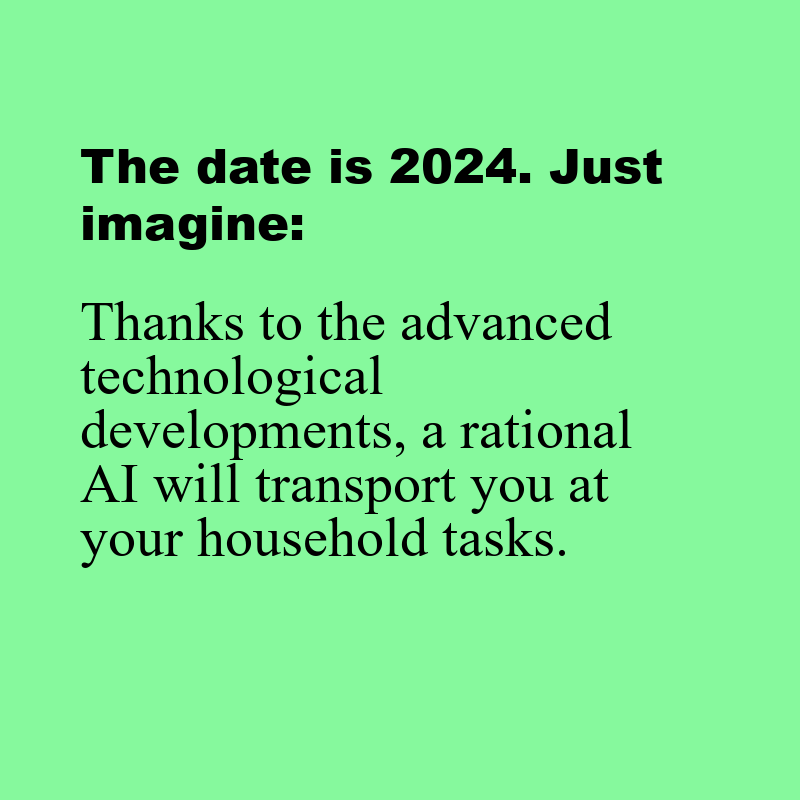 The date is 2024. Just
imagine:
Thanks to the advanced
technological
developments, a rational
AI will transport you at
your household tasks.